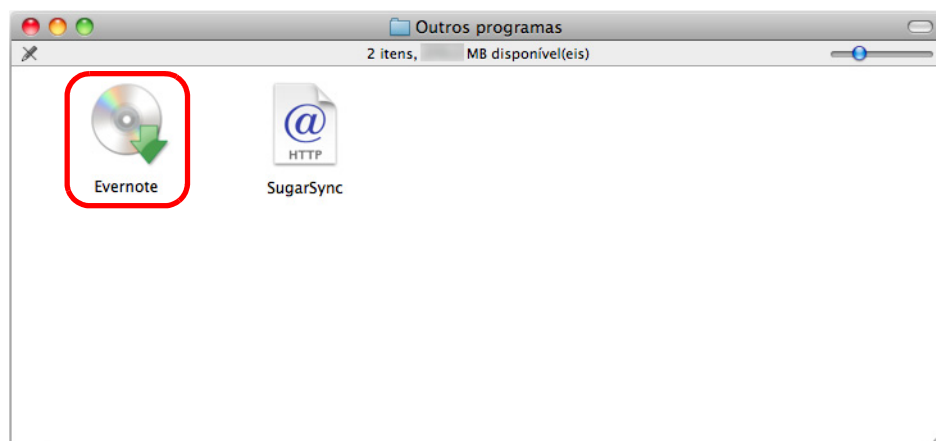 Outros programas
2 itens, MB disponível(eis)
@
HTTP
Evernote
SugarSync